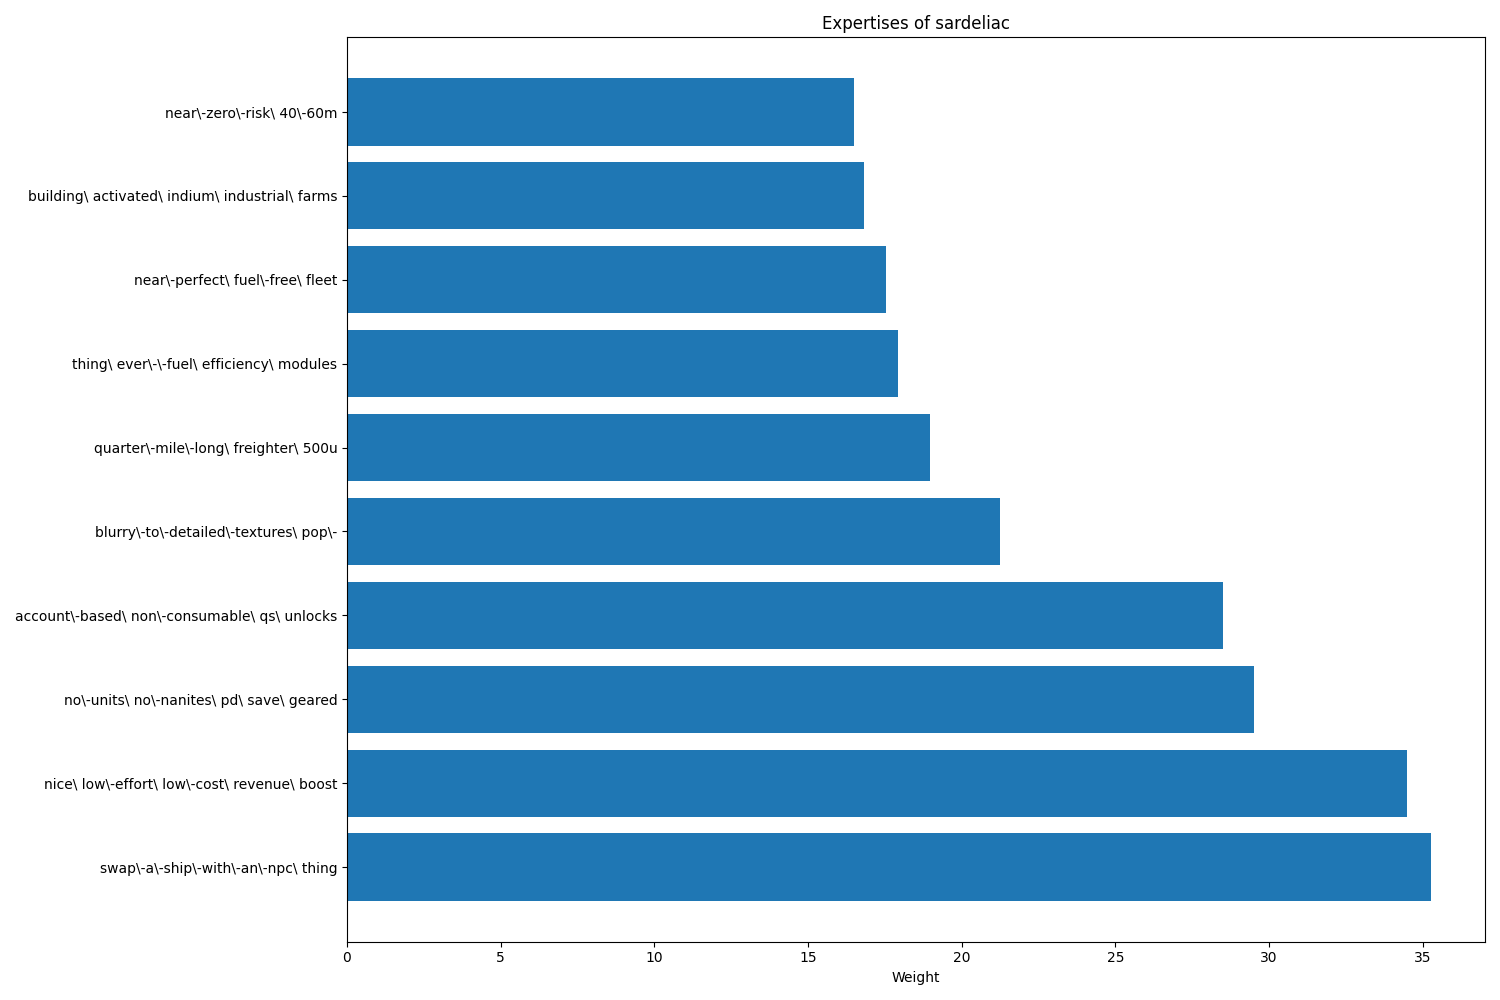 Expertises of sardeliac
near\-zero\-risk\ 40\-60m
building\ activated\ indium\ industrial\ farms
near\-perfect\ fuel\-free\ fleet
thing\ ever\-\-fuel\ efficiency\ modules
quarter\-mile\-long\ freighter\ 500u
blurry\-to\-detailed\-textures\ pop\-
account\-based\ non\-consumable\ qs\ unlocks
no\-units\ no\-nanites\ pd\ save\ geared
nice\ low\-effort\ low\-cost\ revenue\ boost
swap\-a\-ship\-with\-an\-npc\ thing
0 5 10 15 20 25 30 35
Weight